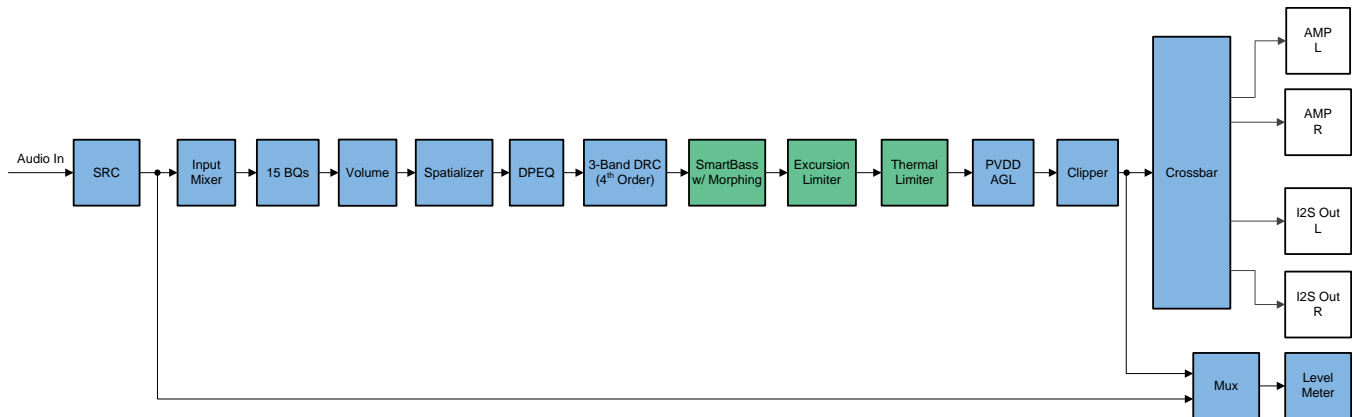 Audio In
SRC
Input
Mixer
15 BQs
Volume
Spatializer
DPEQ
3-Band DRC
(4th Order)
SmartBass
w/ Morphing
Excursion
Limiter
Thermal
Limiter
PVDD
AGL
Clipper
Crossbar
AMP
L
AMP
R
I2S Out
L
I2S Out
R
Mux
Level
Meter